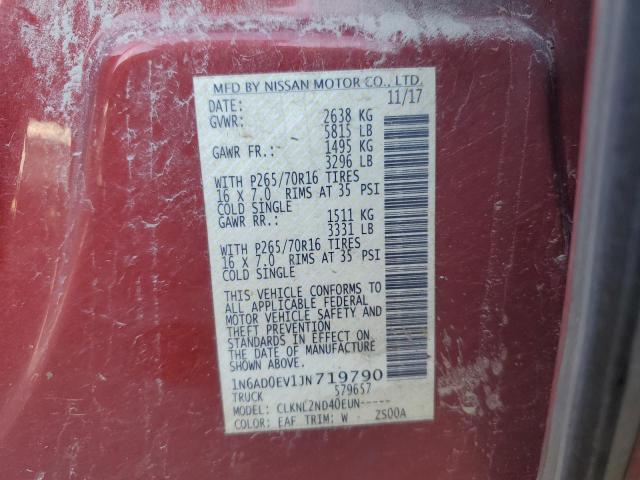 MFD BY NISSAN MOTOR CO., LTD.
DATE: 11/17
GVWR: 2638 KG
5815 LB
GAWR FR.: 1495 KG
3296 LB
WITH P265/70R16 TIRES
16 X 7.0 RIMS AT 35 PSI
COLD SINGLE
GAWR RR.: 1511 KG
3331 LB
WITH P265/70R16 TIRES
16 X 7.0 RIMS AT 35 PSI
COLD SINGLE
THIS VEHICLE CONFORMS TO
ALL APPLICABLE FEDERAL
MOTOR VEHICLE SAFETY AND
THEFT PREVENTION
STANDARDS IN EFFECT ON
THE DATE OF MANUFACTURE
SHOWN ABOVE.
1N6AD0EV1JN719790
TRUCK 579657
MODEL: CLKNL2ND40EUN-----
COLOR: EAF TRIM: W ZS00A